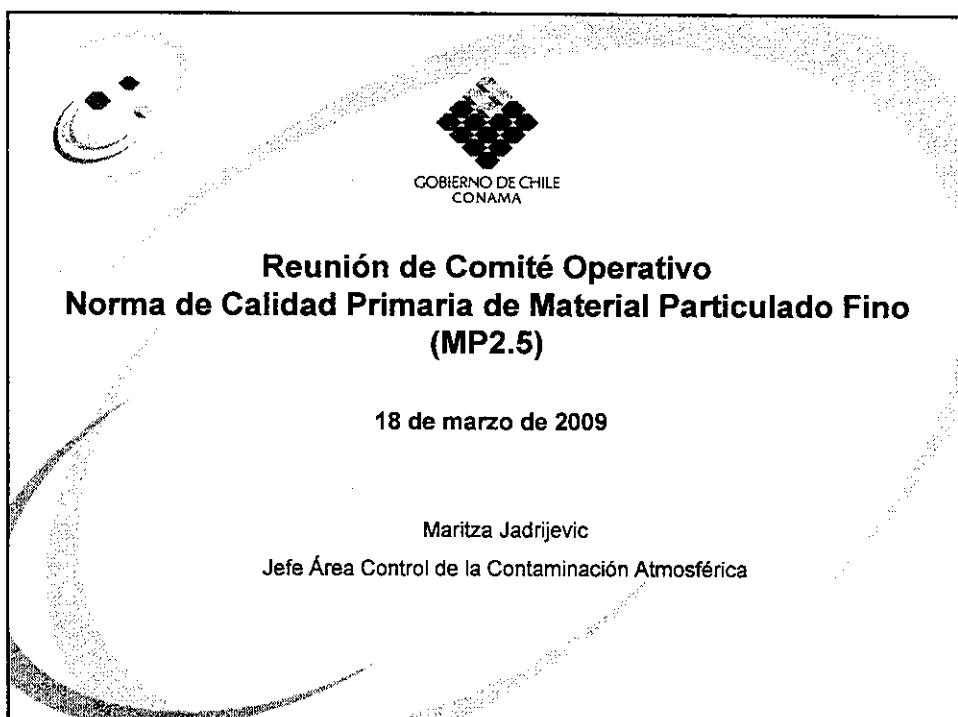 GOBIERNO DE CHILE
CONAMA
Reunión de Comité Operativo
Norma de Calidad Primaria de Material Particulado Fino
(MP2.5)
18 de marzo de 2009
Maritza Jadrijevic
Jefe Área Control de la Contaminación Atmosférica